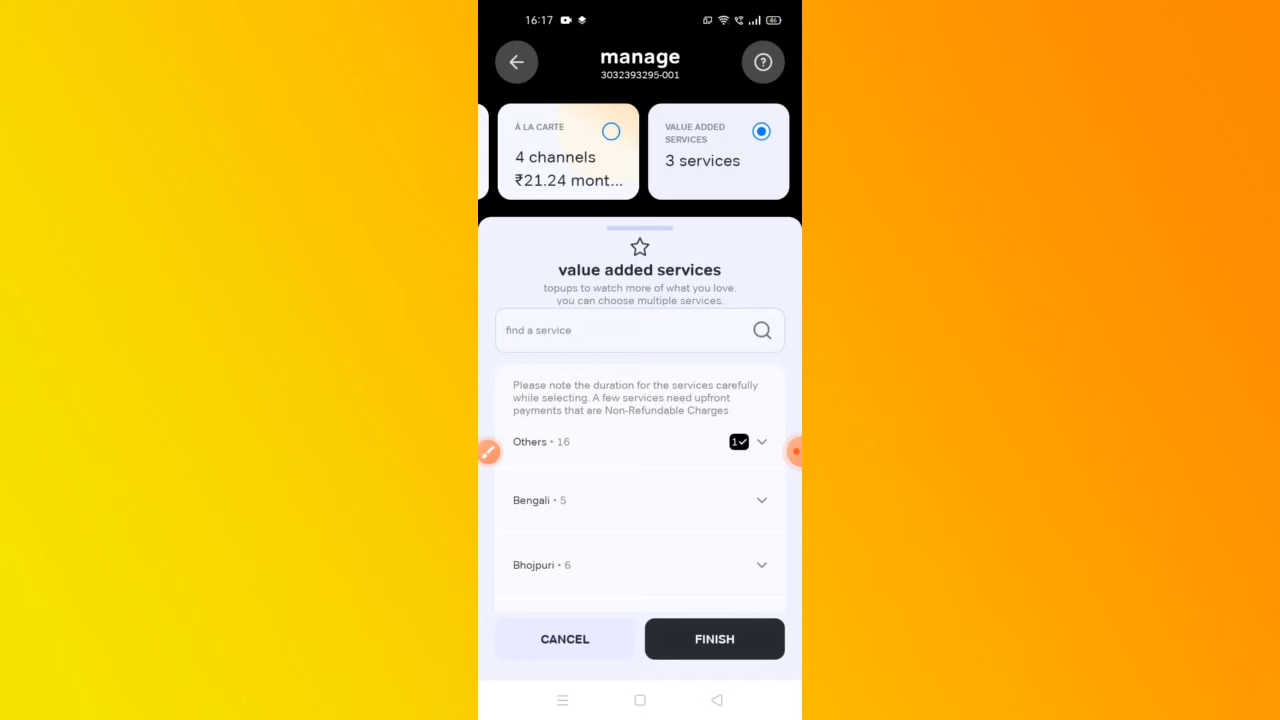 16:17
46
manage
3032393295-001
À LA CARTE
4 channels
₹21.24 mont...
VALUE ADDED
SERVICES
3 services
value added services
topups to watch more of what you love.
you can choose multiple services.
find a service
Please note the duration for the services carefully
while selecting. A few services need upfront
payments that are Non-Refundable Charges
Others • 16
1
Bengali • 5
Bhojpuri • 6
CANCEL
FINISH